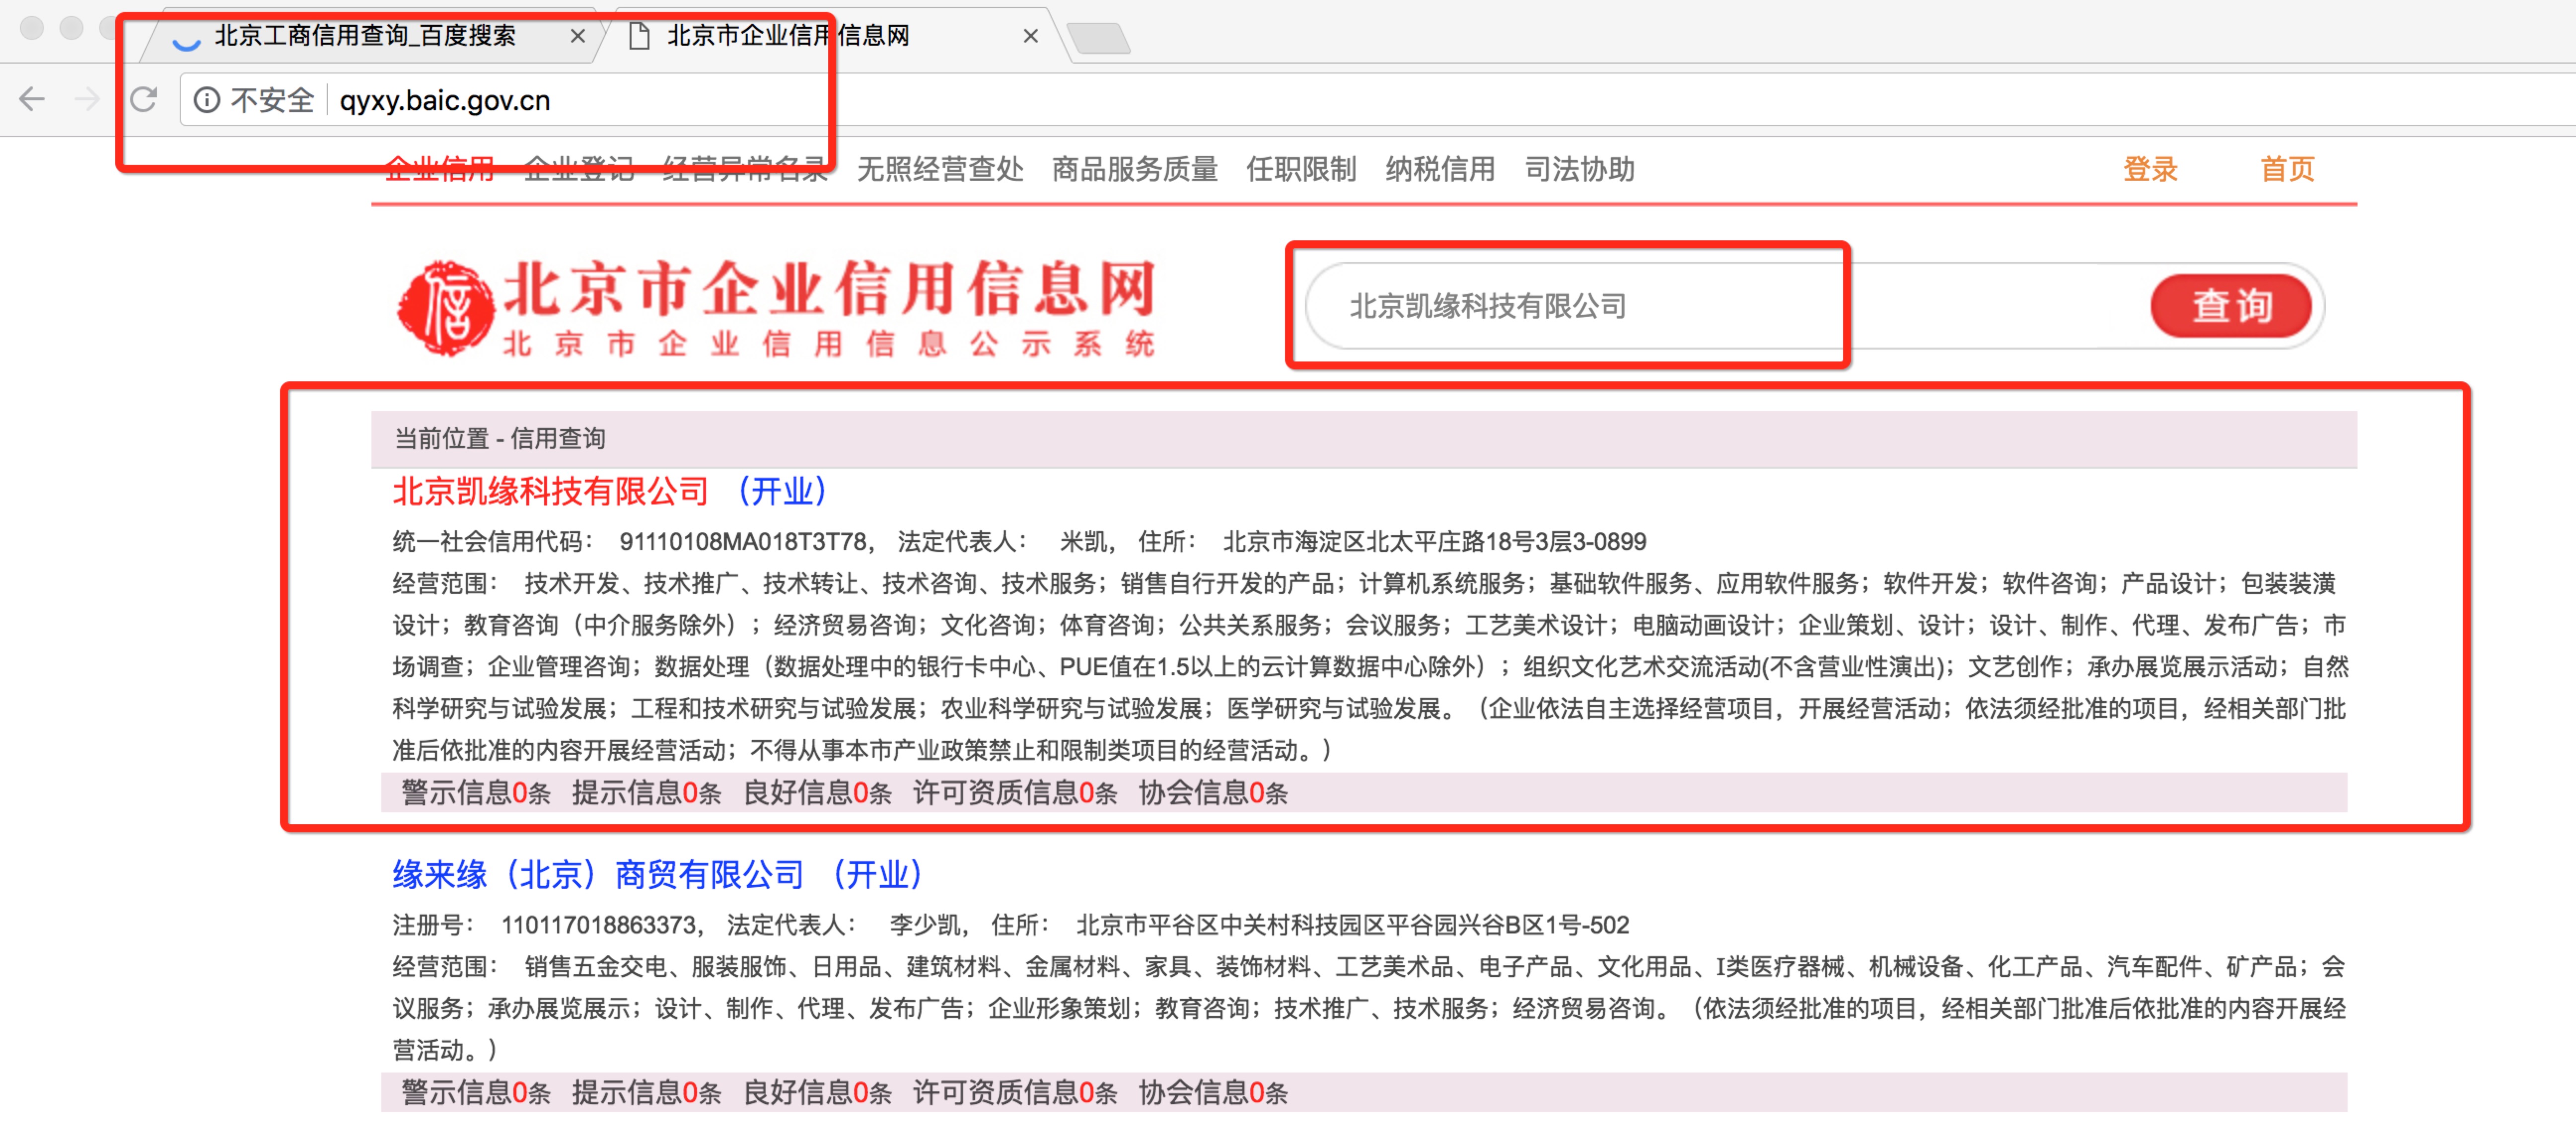 北京工商信用查询_百度搜索
北京市企业信用信息网
不安全 qyxy.baic.gov.cn
企业信用 企业登记 经营异常名录 无照经营查处 商品服务质量 任职限制 纳税信用 司法协助 登录 首页
信
北京市企业信用信息网
北京市企业信用信息公示系统
北京凯缘科技有限公司
查询
当前位置 - 信用查询
北京凯缘科技有限公司 （开业）
统一社会信用代码： 91110108MA018T3T78， 法定代表人： 米凯， 住所： 北京市海淀区北太平庄路18号3层3-0899
经营范围： 技术开发、技术推广、技术转让、技术咨询、技术服务；销售自行开发的产品；计算机系统服务；基础软件服务、应用软件服务；软件开发；软件咨询；产品设计；包装装潢
设计；教育咨询（中介服务除外）；经济贸易咨询；文化咨询；体育咨询；公共关系服务；会议服务；工艺美术设计；电脑动画设计；企业策划、设计；设计、制作、代理、发布广告；市
场调查；企业管理咨询；数据处理（数据处理中的银行卡中心、PUE值在1.5以上的云计算数据中心除外）；组织文化艺术交流活动(不含营业性演出)；文艺创作；承办展览展示活动；自然
科学研究与试验发展；工程和技术研究与试验发展；农业科学研究与试验发展；医学研究与试验发展。（企业依法自主选择经营项目，开展经营活动；依法须经批准的项目，经相关部门批
准后依批准的内容开展经营活动；不得从事本市产业政策禁止和限制类项目的经营活动。）
警示信息0条 提示信息0条 良好信息0条 许可资质信息0条 协会信息0条
缘来缘（北京）商贸有限公司 （开业）
注册号： 110117018863373， 法定代表人： 李少凯， 住所： 北京市平谷区中关村科技园区平谷园兴谷B区1号-502
经营范围： 销售五金交电、服装服饰、日用品、建筑材料、金属材料、家具、装饰材料、工艺美术品、电子产品、文化用品、I类医疗器械、机械设备、化工产品、汽车配件、矿产品；会
议服务；承办展览展示；设计、制作、代理、发布广告；企业形象策划；教育咨询；技术推广、技术服务；经济贸易咨询。（依法须经批准的项目，经相关部门批准后依批准的内容开展经
营活动。）
警示信息0条 提示信息0条 良好信息0条 许可资质信息0条 协会信息0条